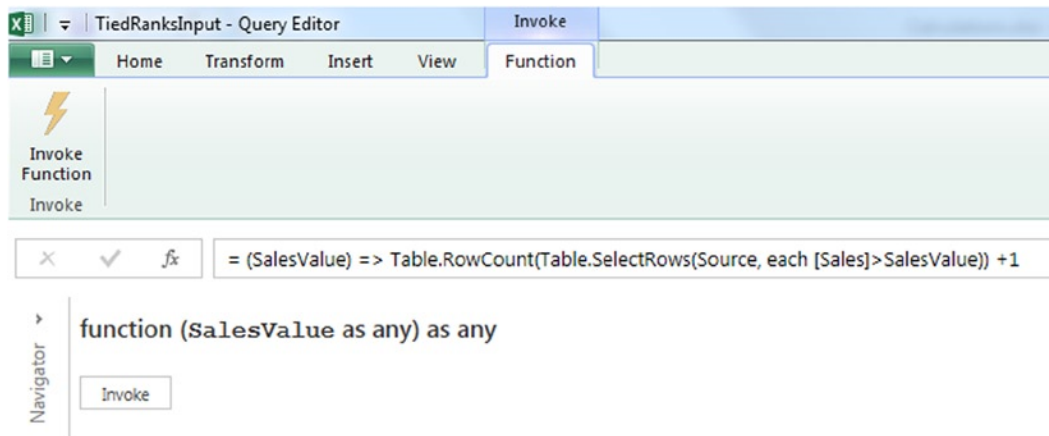 TiedRanksInput - Query Editor
Invoke
Home Transform Insert View Function
Invoke
Function
Invoke
fx = (SalesValue) => Table.RowCount(Table.SelectRows(Source, each [Sales]>SalesValue)) +1
function (SalesValue as any) as any
Navigator
Invoke